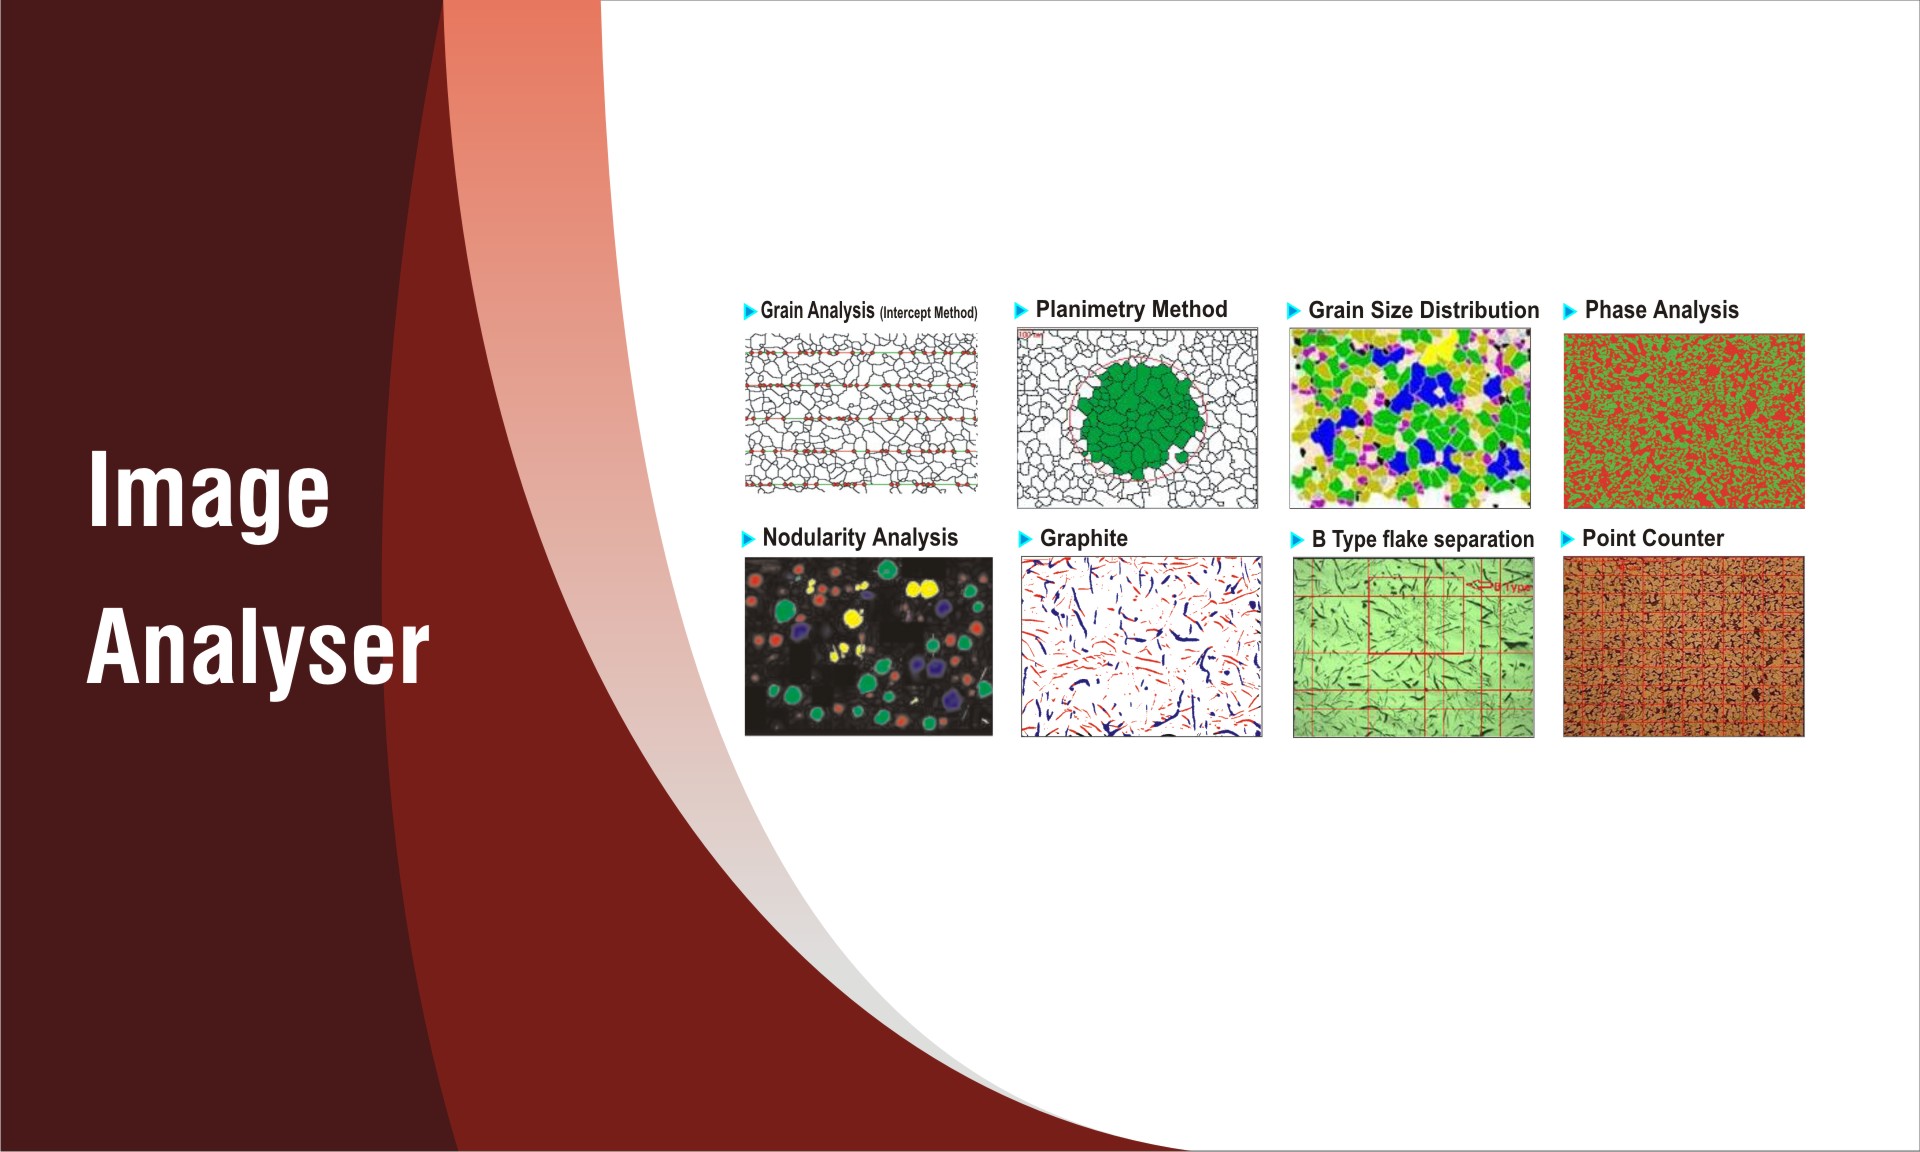 Image
Analyser
Grain Analysis (Intercept Method)
Planimetry Method
Grain Size Distribution
Phase Analysis
Nodularity Analysis
Graphite
B Type flake separation
Point Counter
B Type